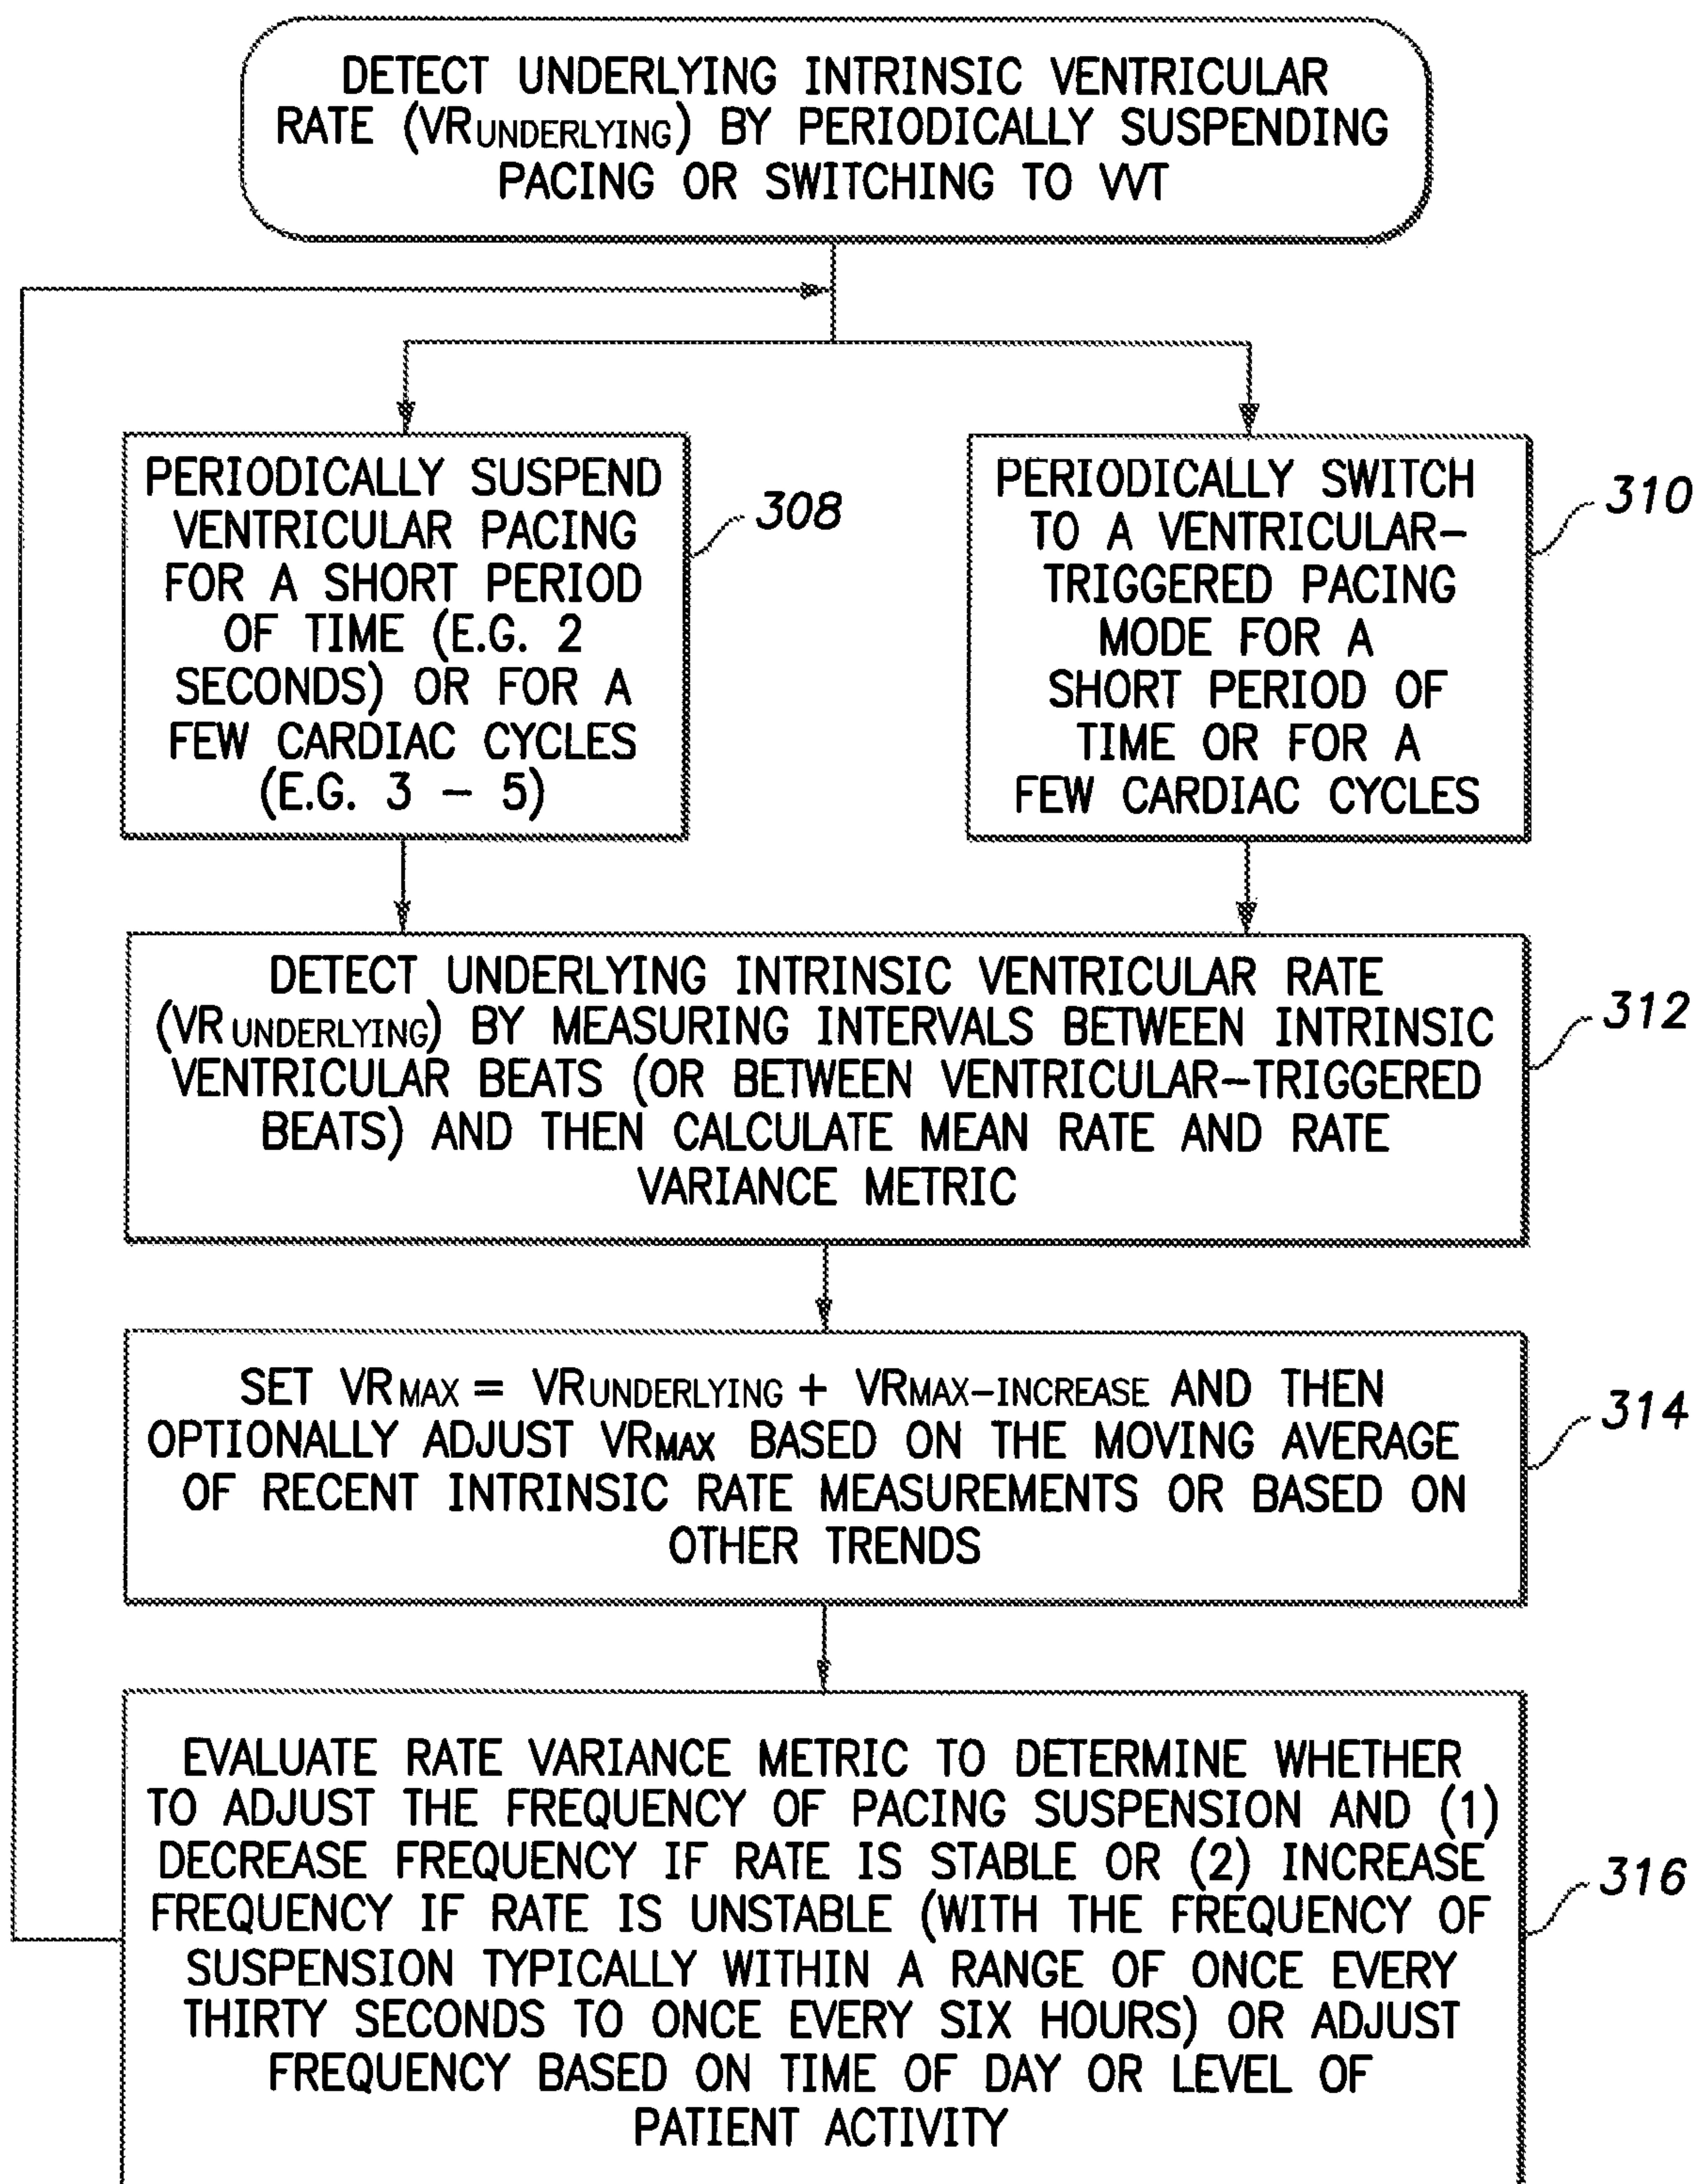 DETECT UNDERLYING INTRINSIC VENTRICULAR
RATE (VRUNDERLYING) BY PERIODICALLY SUSPENDING
PACING OR SWITCHING TO VVT
PERIODICALLY SUSPEND
VENTRICULAR PACING
FOR A SHORT PERIOD
OF TIME (E.G. 2
SECONDS) OR FOR A
FEW CARDIAC CYCLES
(E.G. 3 – 5)
308
PERIODICALLY SWITCH
TO A VENTRICULAR–
TRIGGERED PACING
MODE FOR A
SHORT PERIOD OF
TIME OR FOR A
FEW CARDIAC CYCLES
310
DETECT UNDERLYING INTRINSIC VENTRICULAR RATE
(VR UNDERLYING) BY MEASURING INTERVALS BETWEEN INTRINSIC
VENTRICULAR BEATS (OR BETWEEN VENTRICULAR–TRIGGERED
BEATS) AND THEN CALCULATE MEAN RATE AND RATE
VARIANCE METRIC
312
SET VRMAX = VRUNDERLYING + VRMAX–INCREASE AND THEN
OPTIONALLY ADJUST VRMAX BASED ON THE MOVING AVERAGE
OF RECENT INTRINSIC RATE MEASUREMENTS OR BASED ON
OTHER TRENDS
314
EVALUATE RATE VARIANCE METRIC TO DETERMINE WHETHER
TO ADJUST THE FREQUENCY OF PACING SUSPENSION AND (1)
DECREASE FREQUENCY IF RATE IS STABLE OR (2) INCREASE
FREQUENCY IF RATE IS UNSTABLE (WITH THE FREQUENCY OF
SUSPENSION TYPICALLY WITHIN A RANGE OF ONCE EVERY
THIRTY SECONDS TO ONCE EVERY SIX HOURS) OR ADJUST
FREQUENCY BASED ON TIME OF DAY OR LEVEL OF
PATIENT ACTIVITY
316